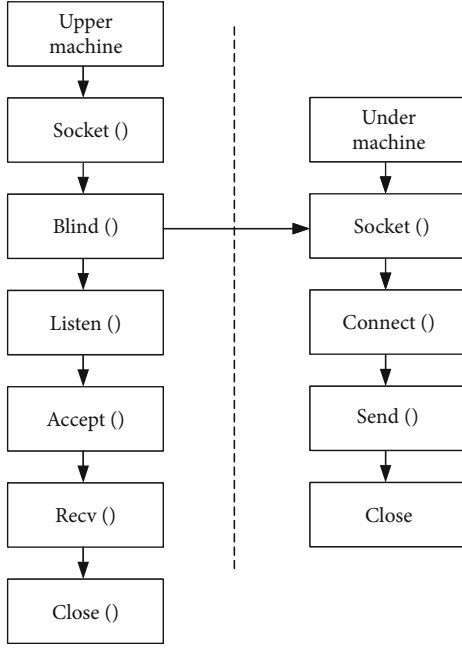 Upper
machine
Socket ()
Blind ()
Listen ()
Accept ()
Recv ()
Close ()
Under
machine
Socket ()
Connect ()
Send ()
Close